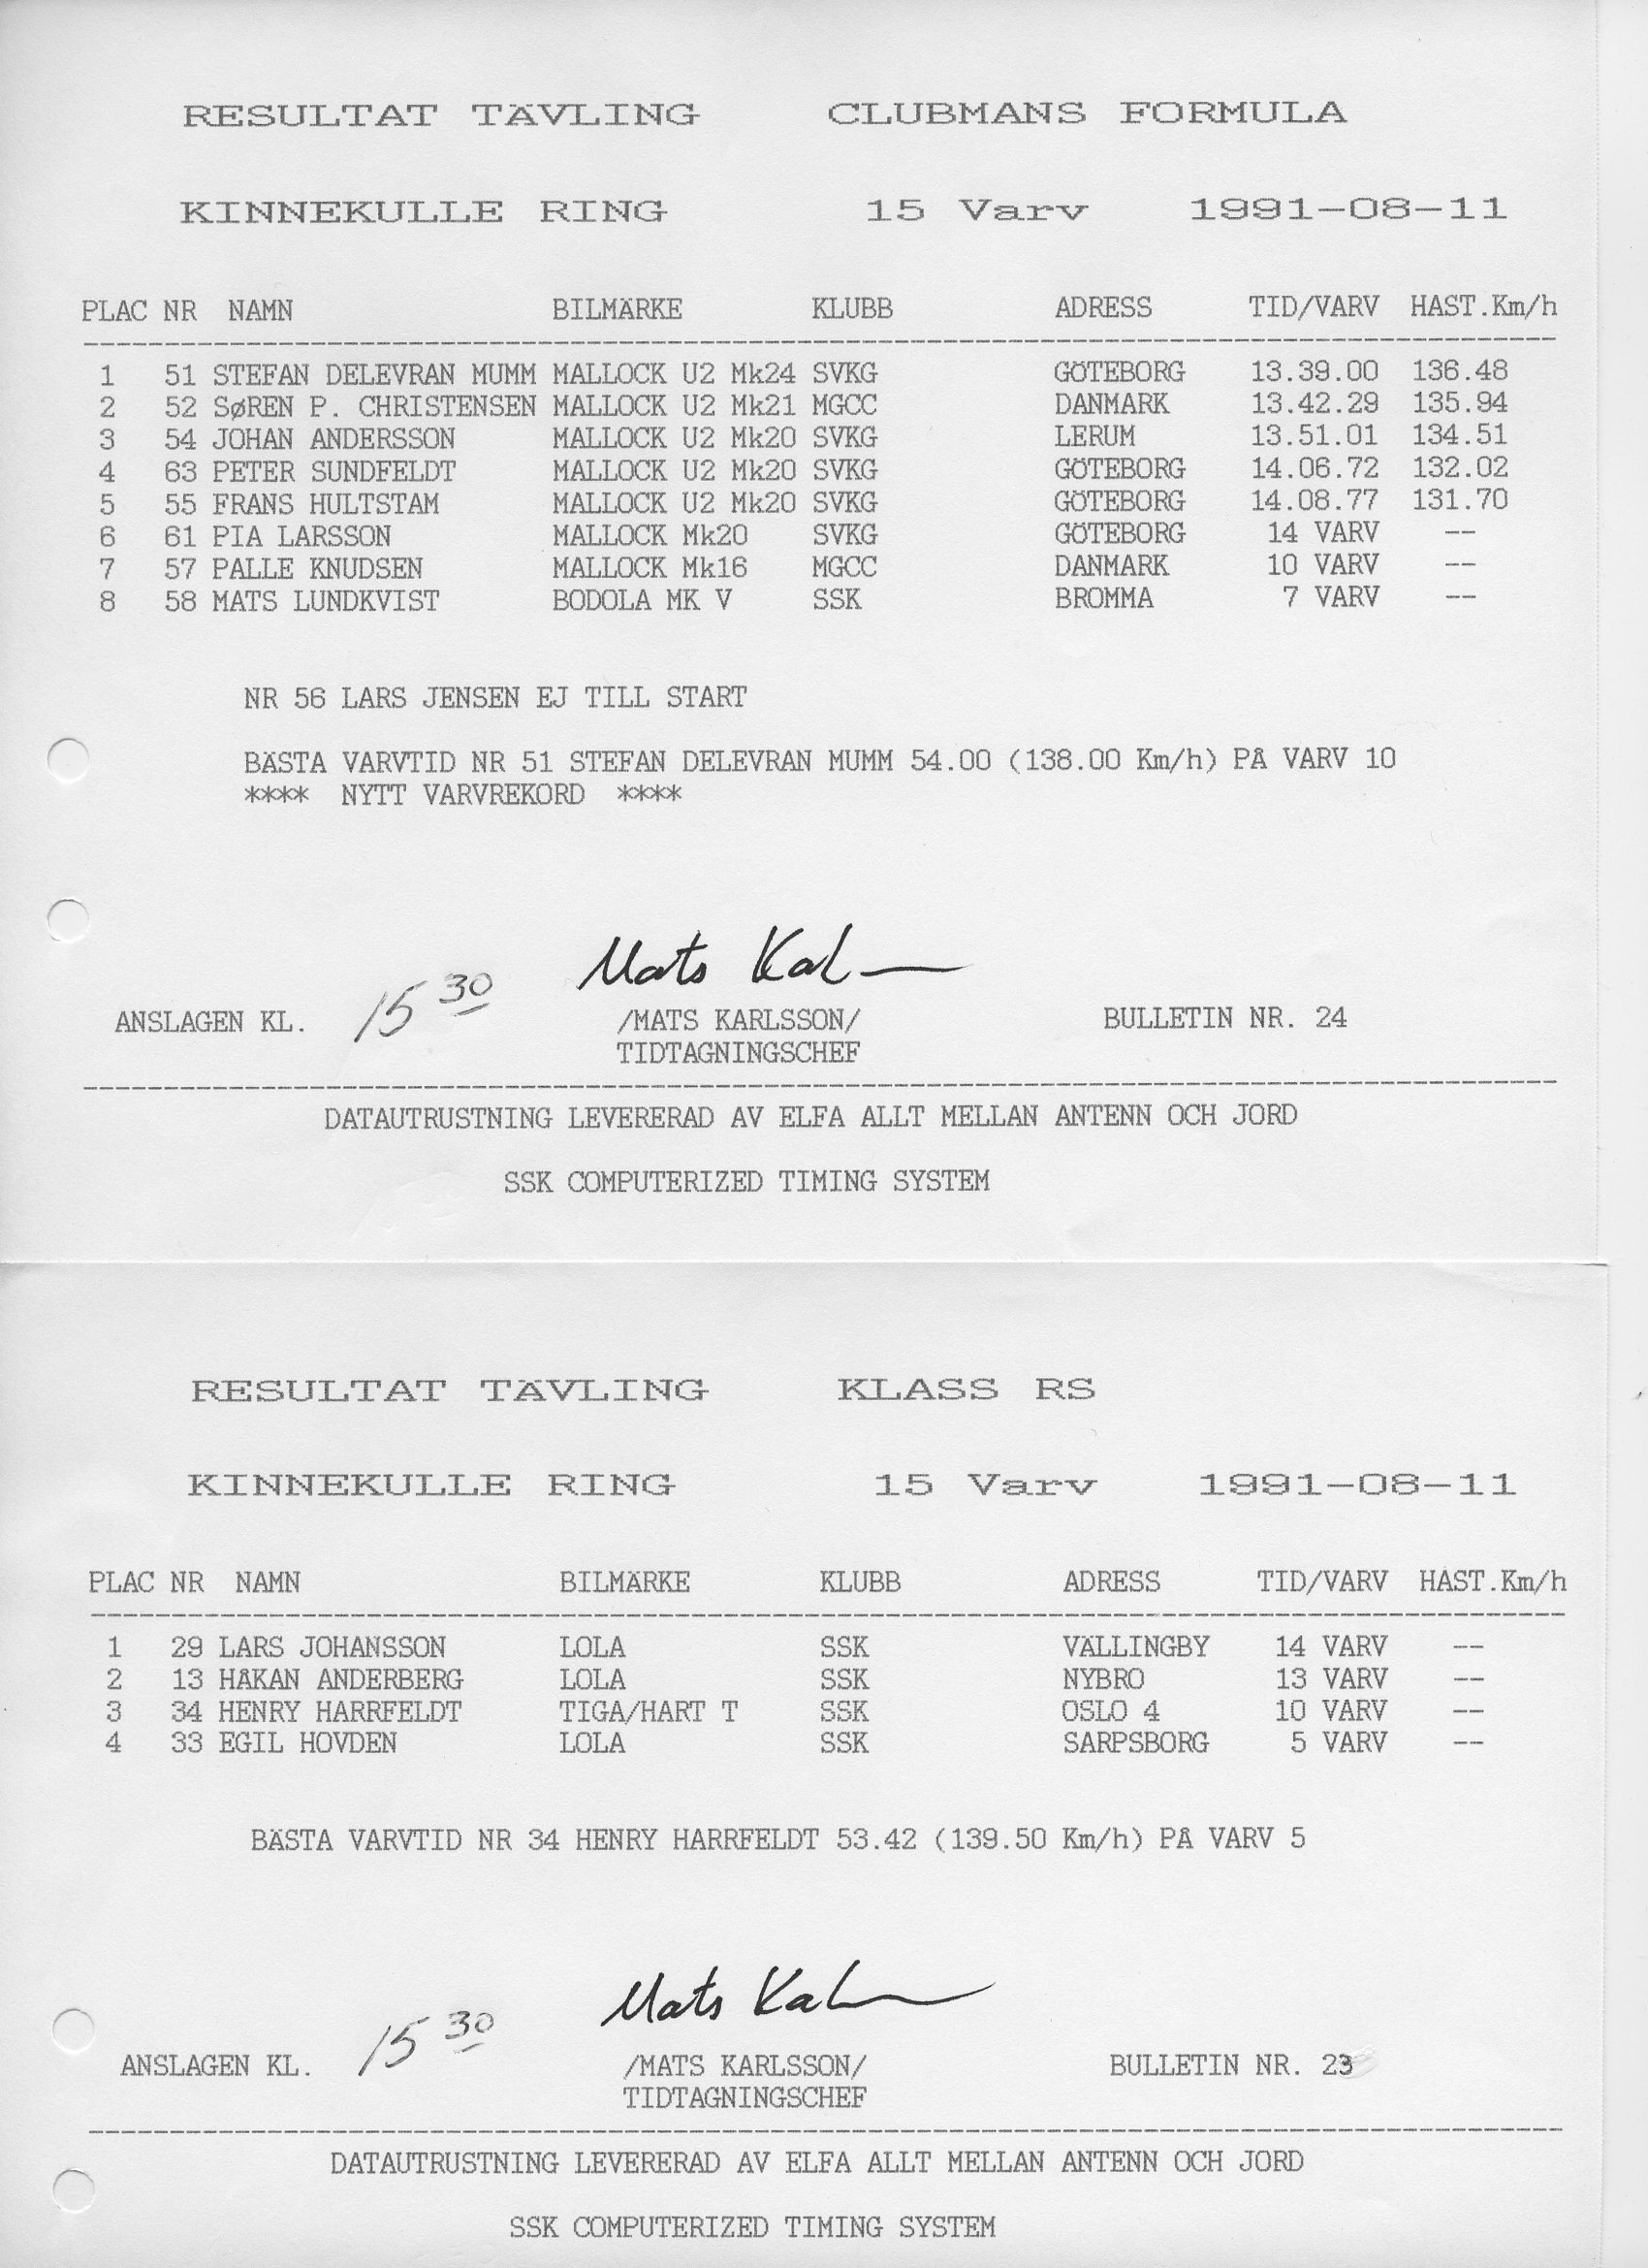 RESULTAT TÄVLING CLUBMANS FORMULA
KINNEKULLE RING 15 Varv 1991-08-11
PLAC NR NAMN BILMÄRKE KLUBB ADRESS TID/VARV HAST.Km/h
--------------------------------------------------------------------------------
1 51 STEFAN DELEVRAN MUMM MALLOCK U2 Mk24 SVKG GÖTEBORG 13.39.00 136.48
2 52 SØREN P. CHRISTENSEN MALLOCK U2 Mk21 MGCC DANMARK 13.42.29 135.94
3 54 JOHAN ANDERSSON MALLOCK U2 Mk20 SVKG LERUM 13.51.01 134.51
4 63 PETER SUNDFELDT MALLOCK U2 Mk20 SVKG GÖTEBORG 14.06.72 132.02
5 55 FRANS HULTSTAM MALLOCK U2 Mk20 SVKG GÖTEBORG 14.08.77 131.70
6 61 PIA LARSSON MALLOCK Mk20 SVKG GÖTEBORG 14 VARV --
7 57 PALLE KNUDSEN MALLOCK Mk16 MGCC DANMARK 10 VARV --
8 58 MATS LUNDKVIST BODOLA MK V SSK BROMMA 7 VARV --
NR 56 LARS JENSEN EJ TILL START
BÄSTA VARVTID NR 51 STEFAN DELEVRAN MUMM 54.00 (138.00 Km/h) PÅ VARV 10
**** NYTT VARVREKORD ****
Mats Kal
ANSLAGEN KL. 15 30 /MATS KARLSSON/ BULLETIN NR. 24
TIDTAGNINGSCHEF
--------------------------------------------------------------------------------
DATAUTRUSTNING LEVERERAD AV ELFA ALLT MELLAN ANTENN OCH JORD
SSK COMPUTERIZED TIMING SYSTEM
RESULTAT TÄVLING KLASS RS
KINNEKULLE RING 15 Varv 1991-08-11
PLAC NR NAMN BILMÄRKE KLUBB ADRESS TID/VARV HAST.Km/h
--------------------------------------------------------------------------------
1 29 LARS JOHANSSON LOLA SSK VÄLLINGBY 14 VARV --
2 13 HÅKAN ANDERBERG LOLA SSK NYBRO 13 VARV --
3 34 HENRY HARRFELDT TIGA/HART T SSK OSLO 4 10 VARV --
4 33 EGIL HOVDEN LOLA SSK SARPSBORG 5 VARV --
BÄSTA VARVTID NR 34 HENRY HARRFELDT 53.42 (139.50 Km/h) PÅ VARV 5
Mats Kal
ANSLAGEN KL. 15 30 /MATS KARLSSON/ BULLETIN NR. 23
TIDTAGNINGSCHEF
--------------------------------------------------------------------------------
DATAUTRUSTNING LEVERERAD AV ELFA ALLT MELLAN ANTENN OCH JORD
SSK COMPUTERIZED TIMING SYSTEM